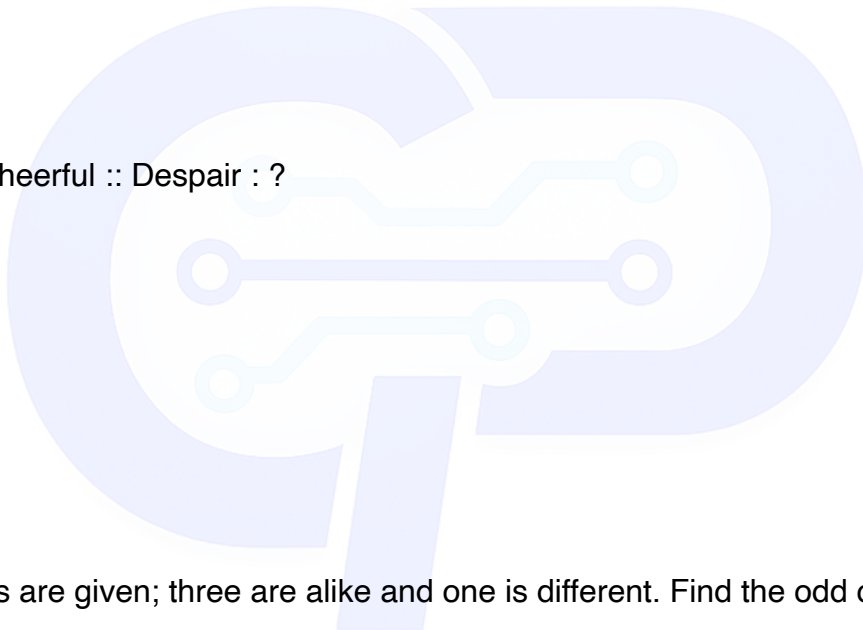 heerful :: Despair : ?
s are given; three are alike and one is different. Find the odd